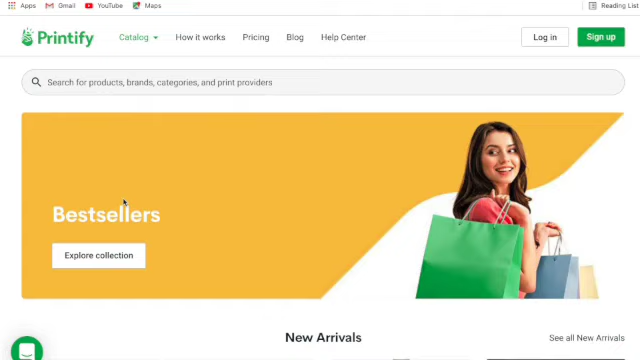 Apps Gmail YouTube Maps Reading List
Printify Catalog How it works Pricing Blog Help Center Log in Sign up
Search for products, brands, categories, and print providers
Bestsellers
Explore collection
New Arrivals See all New Arrivals